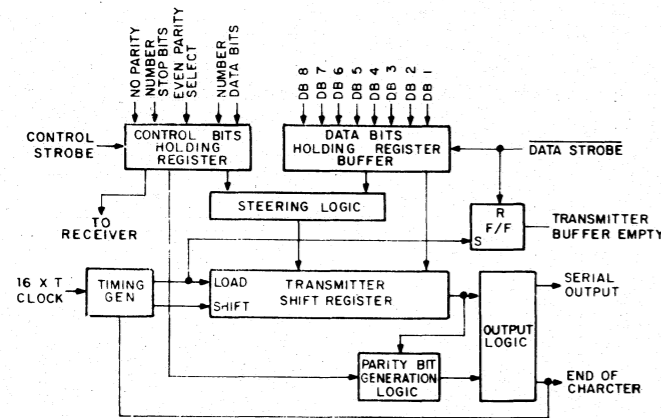 NO PARITY
NUMBER
STOP BITS
EVEN PARITY
SELECT
NUMBER
DATA BITS
DB 8
DB 7
DB 6
DB 5
DB 4
DB 3
DB 2
DB 1
CONTROL
STROBE
CONTROL BITS
HOLDING
REGISTER
DATA BITS
HOLDING REGISTER
BUFFER
DATA STROBE
TO
RECEIVER
STEERING LOGIC
R
F/F
S
TRANSMITTER
BUFFER EMPTY
16 X T
CLOCK
TIMING
GEN
LOAD
SHIFT
TRANSMITTER
SHIFT REGISTER
OUTPUT
LOGIC
SERIAL
OUTPUT
PARITY BIT
GENERATION
LOGIC
END OF
CHARCTER